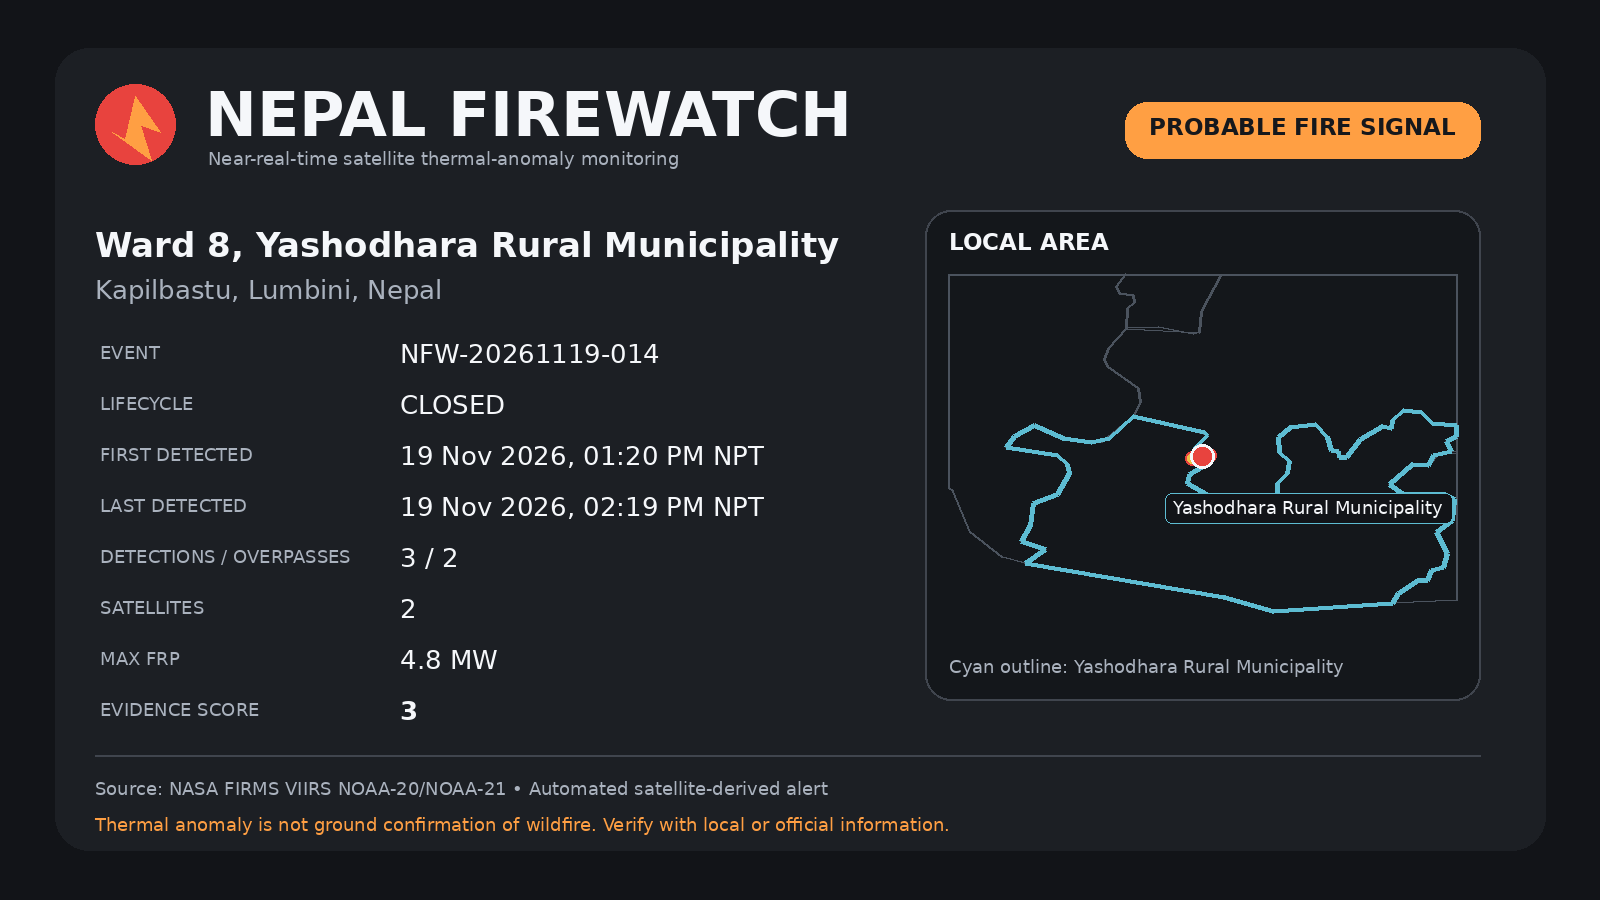 NEPAL FIREWATCH
Near-real-time satellite thermal-anomaly monitoring
PROBABLE FIRE SIGNAL
Ward 8, Yashodhara Rural Municipality
Kapilbastu, Lumbini, Nepal
EVENT NFW-20261119-014
LIFECYCLE CLOSED
FIRST DETECTED 19 Nov 2026, 01:20 PM NPT
LAST DETECTED 19 Nov 2026, 02:19 PM NPT
DETECTIONS / OVERPASSES 3 / 2
SATELLITES 2
MAX FRP 4.8 MW
EVIDENCE SCORE 3
LOCAL AREA
Yashodhara Rural Municipality
Cyan outline: Yashodhara Rural Municipality
Source: NASA FIRMS VIIRS NOAA-20/NOAA-21 • Automated satellite-derived alert
Thermal anomaly is not ground confirmation of wildfire. Verify with local or official information.